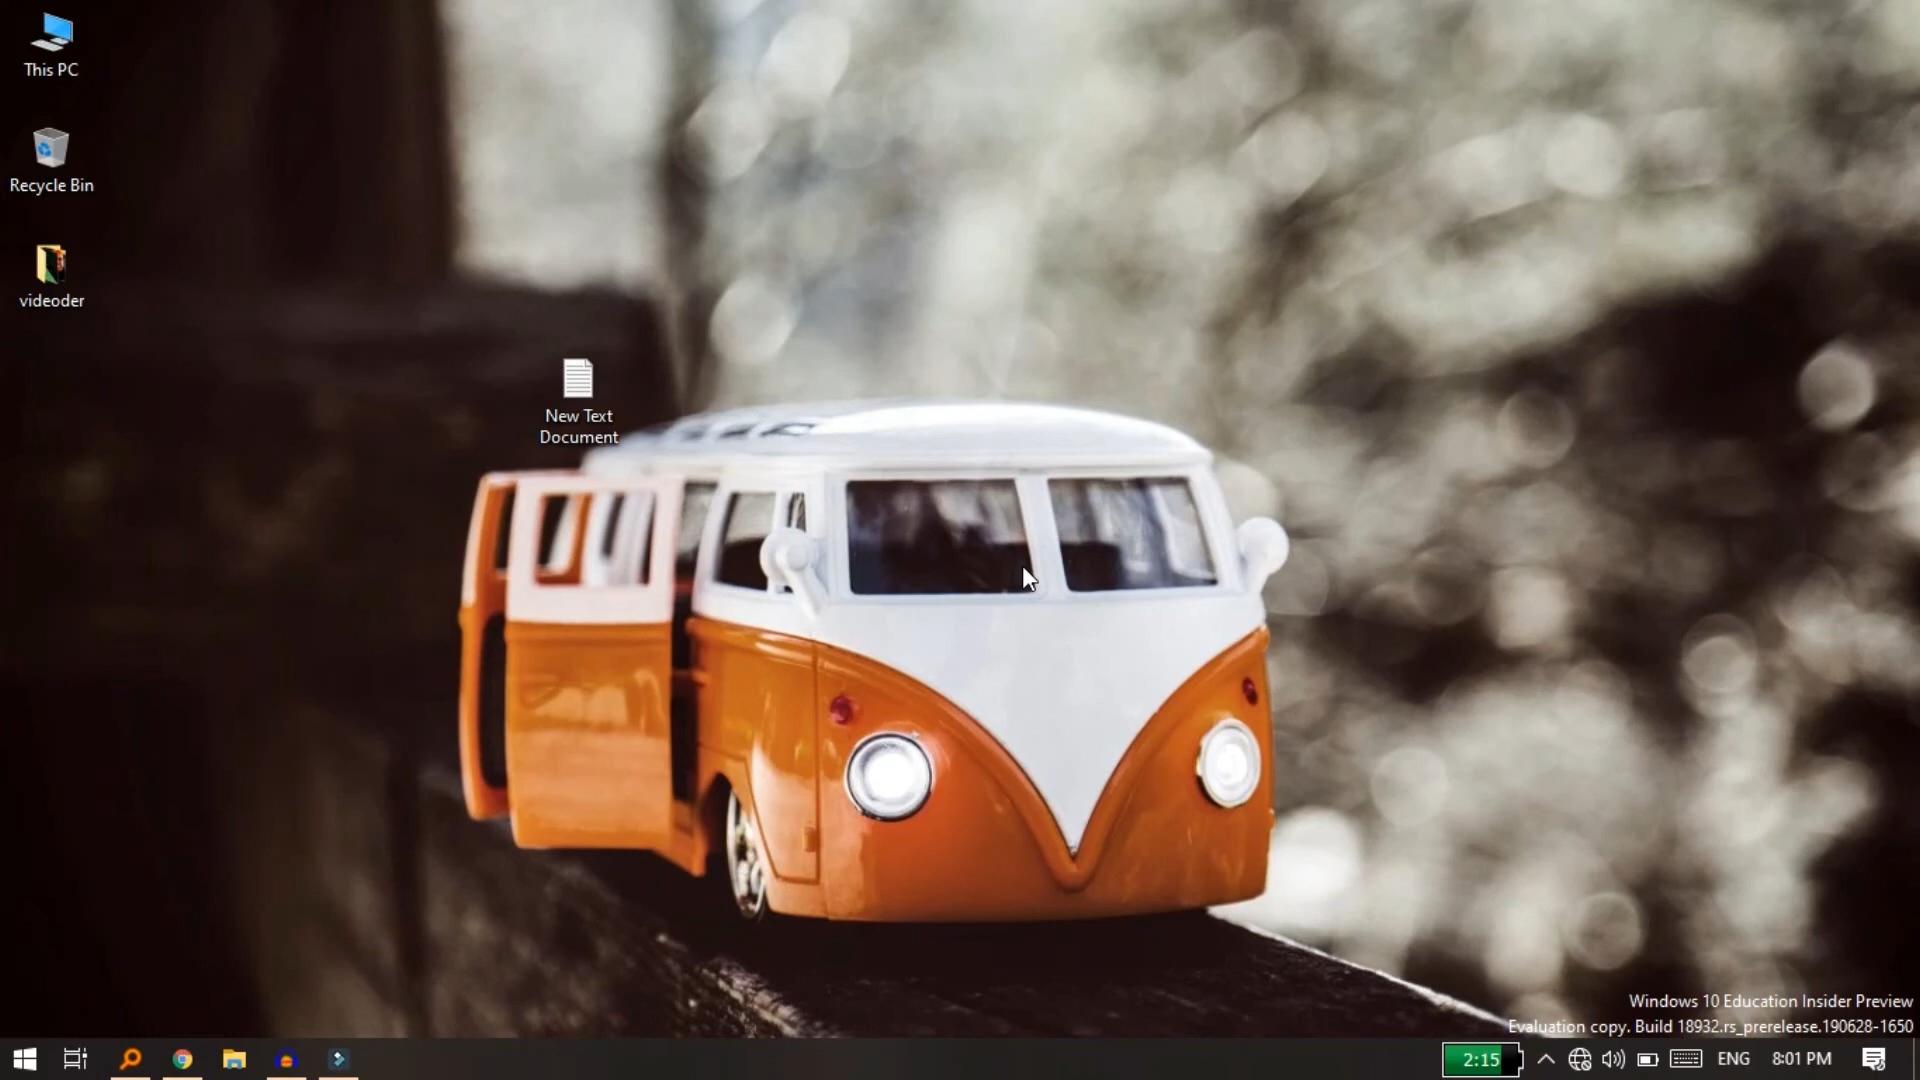 This PC
Recycle Bin
videoder
New Text
Document
Windows 10 Education Insider Preview
Evaluation copy. Build 18932.rs_prerelease.190628-1650
2:15
ENG
8:01 PM